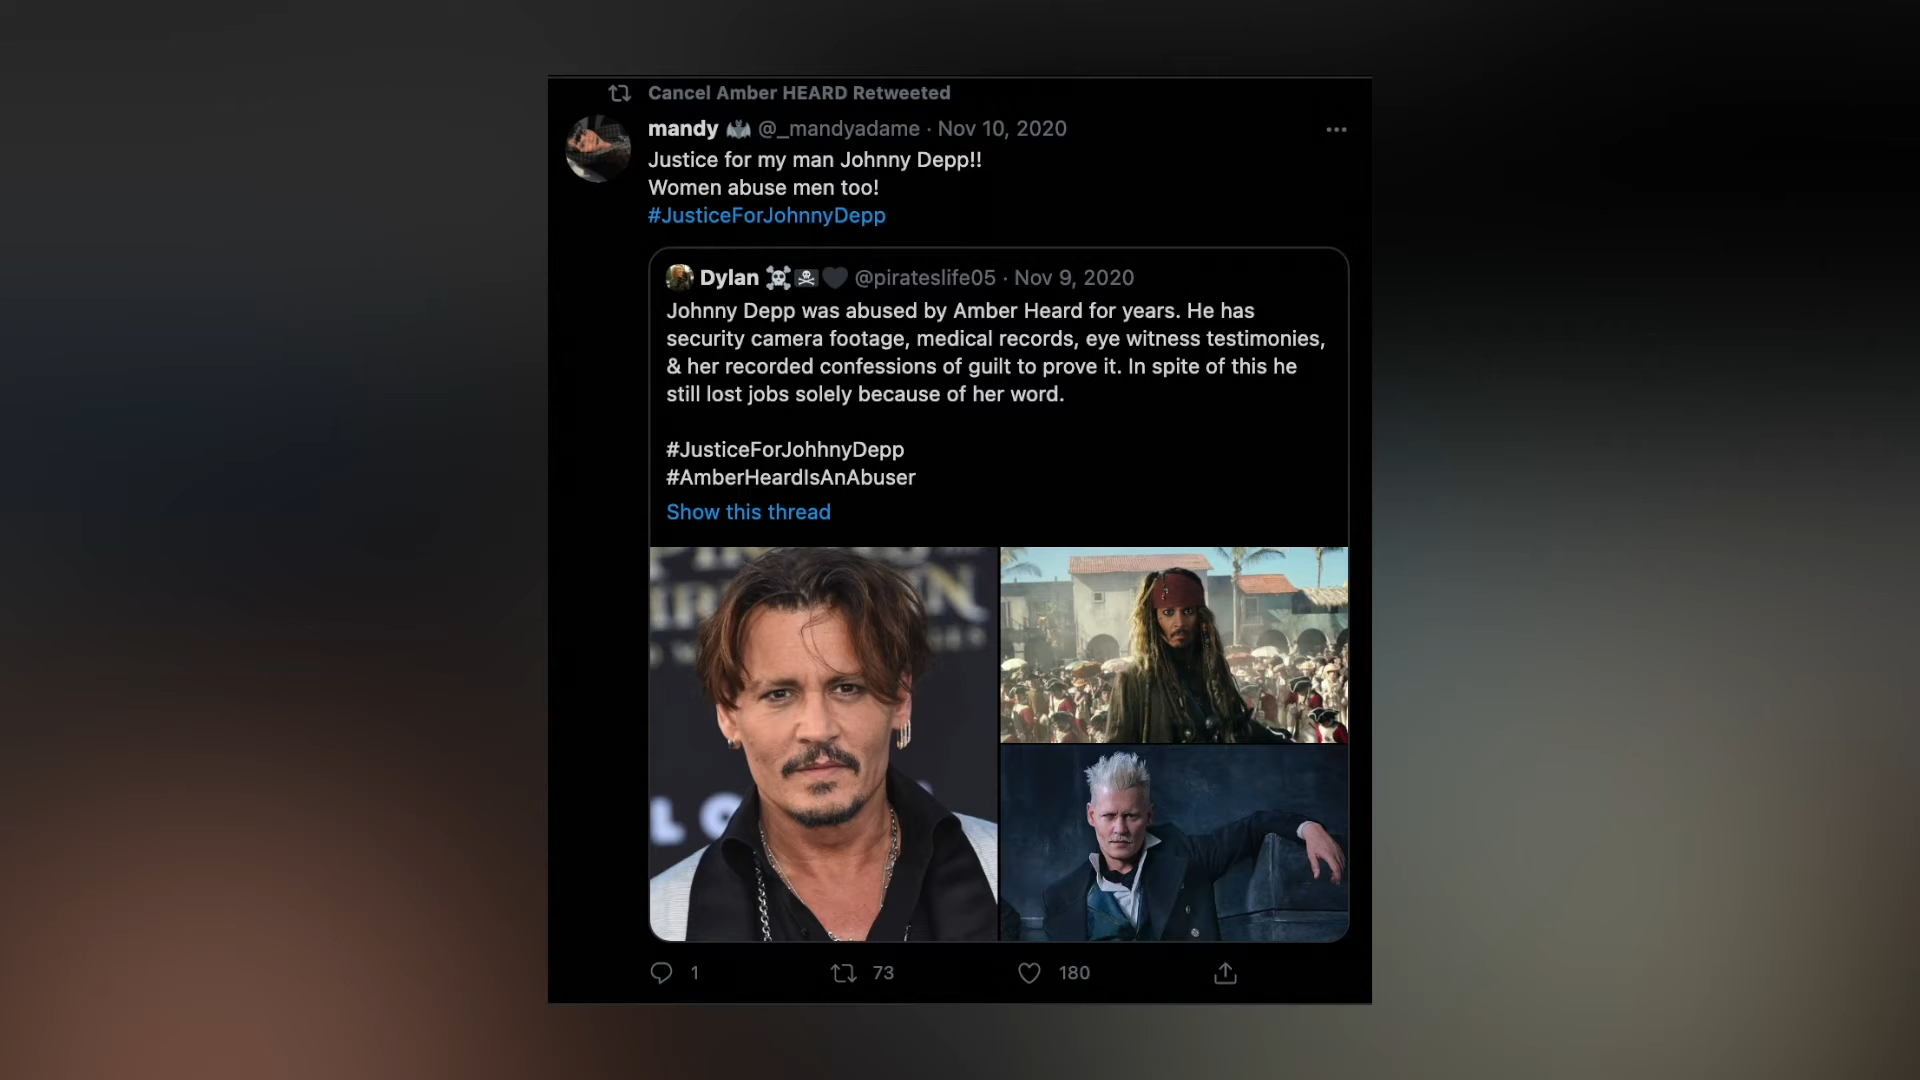 Cancel Amber HEARD Retweeted
mandy 🦇 @_mandyadame · Nov 10, 2020
Justice for my man Johnny Depp!!
Women abuse men too!
#JusticeForJohnnyDepp
Dylan ☠️🏴‍☠️🖤 @pirateslife05 · Nov 9, 2020
Johnny Depp was abused by Amber Heard for years. He has
security camera footage, medical records, eye witness testimonies,
& her recorded confessions of guilt to prove it. In spite of this he
still lost jobs solely because of her word.
#JusticeForJohhnyDepp
#AmberHeardIsAnAbuser
Show this thread
1 73 180